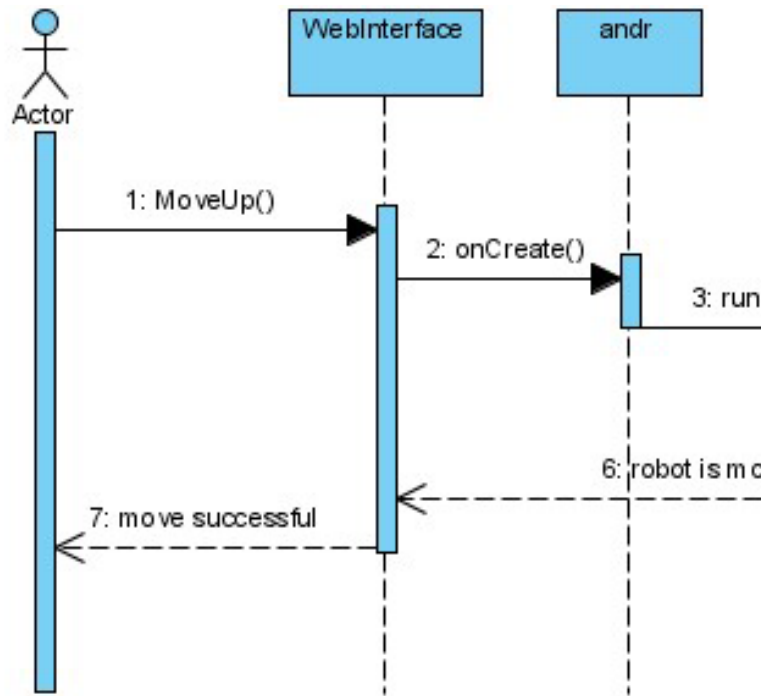 WebInterface
andr
Actor
1: MoveUp()
2: onCreate()
3: run
6: robot is mo
7: move successful